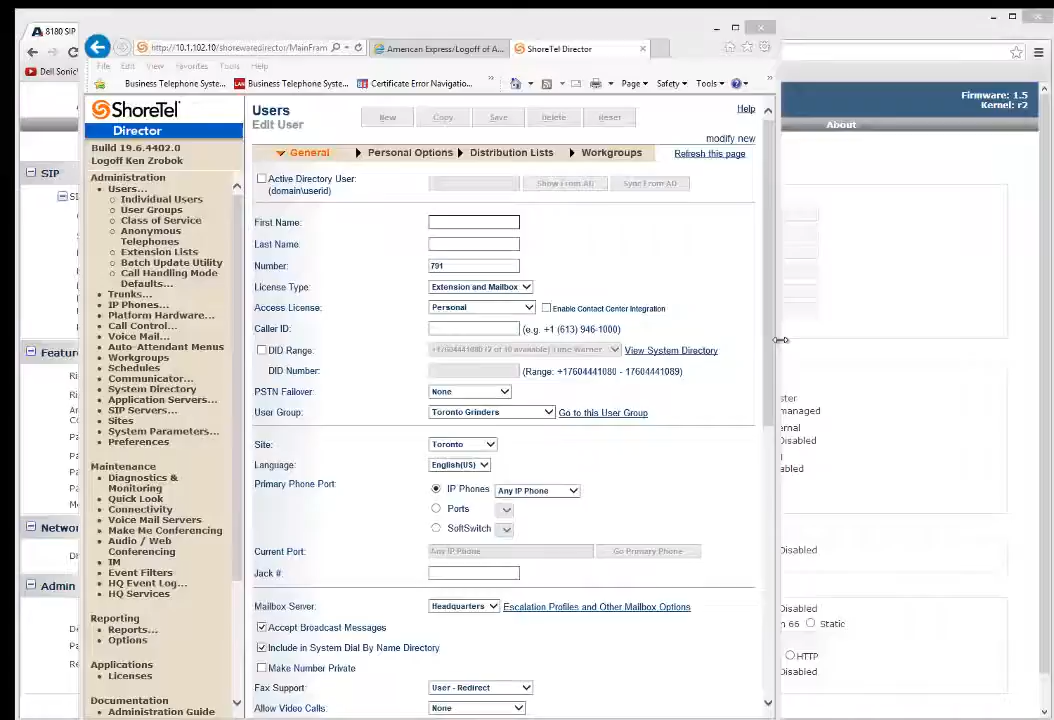 8180 SIP
http://10.1.102.10/shorewaredirector/MainFram
American Express/Logoff of A...
ShoreTel Director
File Edit View Favorites Tools Help
Dell Sonic
Business Telephone Syste...
Business Telephone Syste...
Certificate Error Navigatio...
»
Page
Safety
Tools
»
ShoreTel
Director
Build 19.6.4402.0
Logoff Ken Zrobok
Administration
Users...
Individual Users
User Groups
Class of Service
Anonymous
Telephones
Extension Lists
Batch Update Utility
Call Handling Mode
Defaults...
Trunks...
IP Phones...
Platform Hardware...
Call Control...
Voice Mail...
Auto-Attendant Menus
Workgroups
Schedules
Communicator...
System Directory
Application Servers...
SIP Servers...
Sites
System Parameters...
Preferences
Maintenance
Diagnostics &
Monitoring
Quick Look
Connectivity
Voice Mail Servers
Make Me Conferencing
Audio / Web
Conferencing
IM
Event Filters
HQ Event Log...
HQ Services
Reporting
Reports...
Options
Applications
Licenses
Documentation
Administration Guide
Users
Edit User
New
Copy
Save
Delete
Reset
Help
modify new
General
Personal Options
Distribution Lists
Workgroups
Refresh this page
Active Directory User:
(domain\userid)
Show From AD
Sync From AD
First Name:
Last Name:
Number: 791
License Type: Extension and Mailbox
Access License: Personal Enable Contact Center Integration
Caller ID: (e.g. +1 (613) 946-1000)
DID Range: View System Directory
DID Number: (Range: +17604441080 - 17604441089)
PSTN Failover: None
User Group: Toronto Grinders Go to this User Group
Site: Toronto
Language: English(US)
Primary Phone Port: IP Phones Any IP Phone
Ports
SoftSwitch
Current Port: Any IP Phone Go Primary Phone
Jack #:
Mailbox Server: Headquarters Escalation Profiles and Other Mailbox Options
Accept Broadcast Messages
Include in System Dial By Name Directory
Make Number Private
Fax Support: User - Redirect
Allow Video Calls: None
SIP
Featur
Netwo
Admin
Firmware: 1.5
Kernel: r2
About
ster
managed
rnal
Disabled
abled
Disabled
Disabled
n 66 Static
HTTP
Disabled